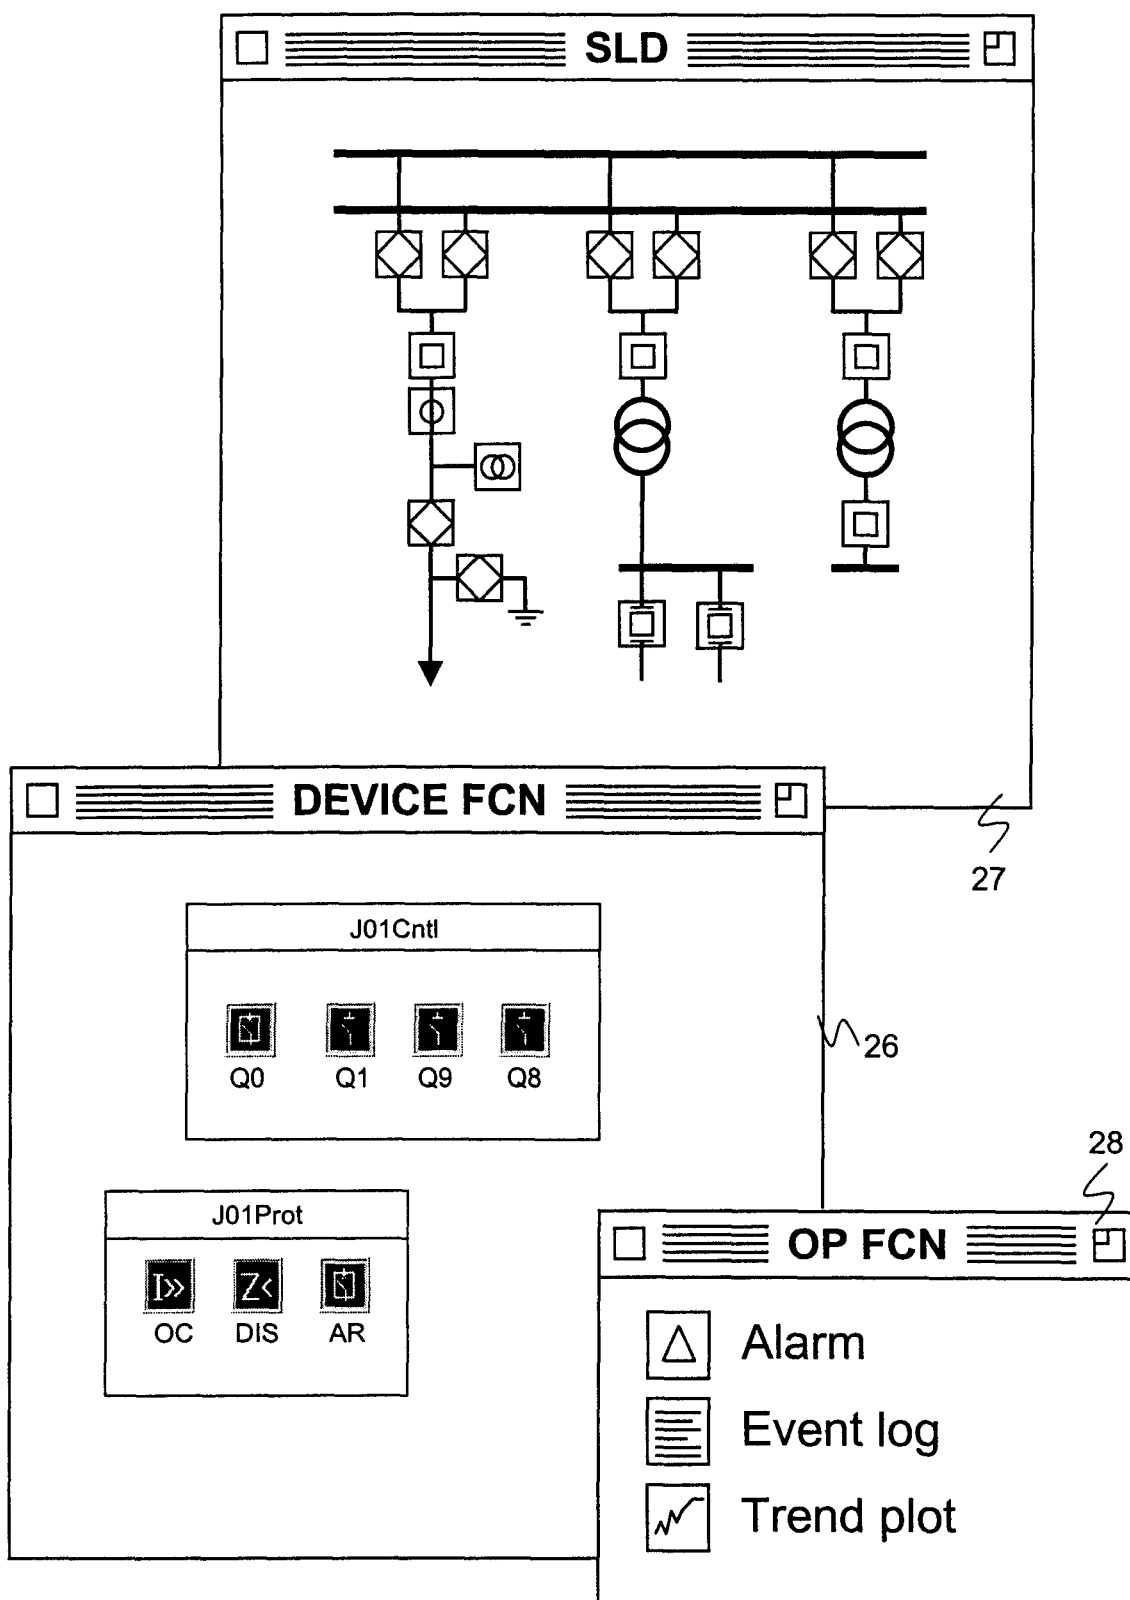 SLD
27
DEVICE FCN
J01Cntl
Q0 Q1 Q9 Q8
26
J01Prot
I>> Z<
OC DIS AR
28
OP FCN
Alarm
Event log
Trend plot